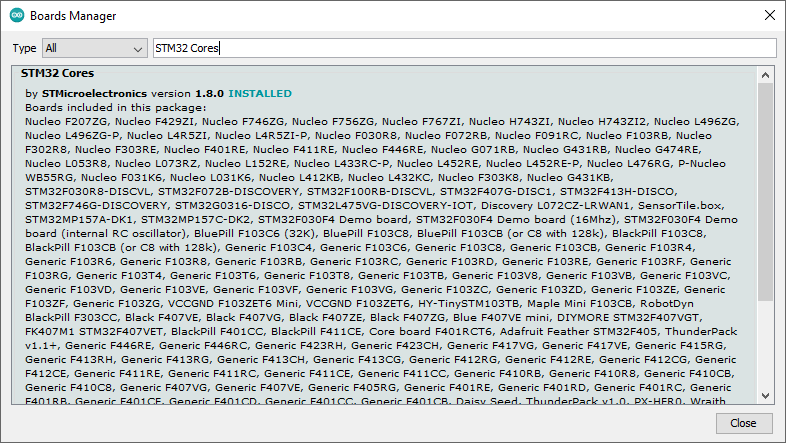 Boards Manager
Type All STM32 Cores
STM32 Cores
by STMicroelectronics version 1.8.0 INSTALLED
Boards included in this package:
Nucleo F207ZG, Nucleo F429ZI, Nucleo F746ZG, Nucleo F756ZG, Nucleo F767ZI, Nucleo H743ZI, Nucleo H743ZI2, Nucleo L496ZG,
Nucleo L496ZG-P, Nucleo L4R5ZI, Nucleo L4R5ZI-P, Nucleo F030R8, Nucleo F072RB, Nucleo F091RC, Nucleo F103RB, Nucleo
F302R8, Nucleo F303RE, Nucleo F401RE, Nucleo F411RE, Nucleo F446RE, Nucleo G071RB, Nucleo G431RB, Nucleo G474RE,
Nucleo L053R8, Nucleo L073RZ, Nucleo L152RE, Nucleo L433RC-P, Nucleo L452RE, Nucleo L452RE-P, Nucleo L476RG, P-Nucleo
WB55RG, Nucleo F031K6, Nucleo L031K6, Nucleo L412KB, Nucleo L432KC, Nucleo F303K8, Nucleo G431KB,
STM32F030R8-DISCVL, STM32F072B-DISCOVERY, STM32F100RB-DISCVL, STM32F407G-DISC1, STM32F413H-DISCO,
STM32F746G-DISCOVERY, STM32G0316-DISCO, STM32L475VG-DISCOVERY-IOT, Discovery L072CZ-LRWAN1, SensorTile.box,
STM32MP157A-DK1, STM32MP157C-DK2, STM32F030F4 Demo board, STM32F030F4 Demo board (16Mhz), STM32F030F4 Demo
board (internal RC oscillator), BluePill F103C6 (32K), BluePill F103C8, BluePill F103CB (or C8 with 128k), BlackPill F103C8,
BlackPill F103CB (or C8 with 128k), Generic F103C4, Generic F103C6, Generic F103C8, Generic F103CB, Generic F103R4,
Generic F103R6, Generic F103R8, Generic F103RB, Generic F103RC, Generic F103RD, Generic F103RE, Generic F103RF, Generic
F103RG, Generic F103T4, Generic F103T6, Generic F103T8, Generic F103TB, Generic F103V8, Generic F103VB, Generic F103VC,
Generic F103VD, Generic F103VE, Generic F103VF, Generic F103VG, Generic F103ZC, Generic F103ZD, Generic F103ZE, Generic
F103ZF, Generic F103ZG, VCCGND F103ZET6 Mini, VCCGND F103ZET6, HY-TinySTM103TB, Maple Mini F103CB, RobotDyn
BlackPill F303CC, Black F407VE, Black F407VG, Black F407ZE, Black F407ZG, Blue F407VE mini, DIYMORE STM32F407VGT,
FK407M1 STM32F407VET, BlackPill F401CC, BlackPill F411CE, Core board F401RCT6, Adafruit Feather STM32F405, ThunderPack
v1.1+, Generic F446RE, Generic F446RC, Generic F423RH, Generic F423CH, Generic F417VG, Generic F417VE, Generic F415RG,
Generic F413RH, Generic F413RG, Generic F413CH, Generic F413CG, Generic F412RG, Generic F412RE, Generic F412CG, Generic
F412CE, Generic F411RE, Generic F411RC, Generic F411CE, Generic F411CC, Generic F410RB, Generic F410R8, Generic F410CB,
Generic F410C8, Generic F407VG, Generic F407VE, Generic F405RG, Generic F401RE, Generic F401RD, Generic F401RC, Generic
F401RB, Generic F401CE, Generic F401CD, Generic F401CC, Generic F401CB, Daisy Seed, ThunderPack v1.0, PX-HER0, Wraith
Close